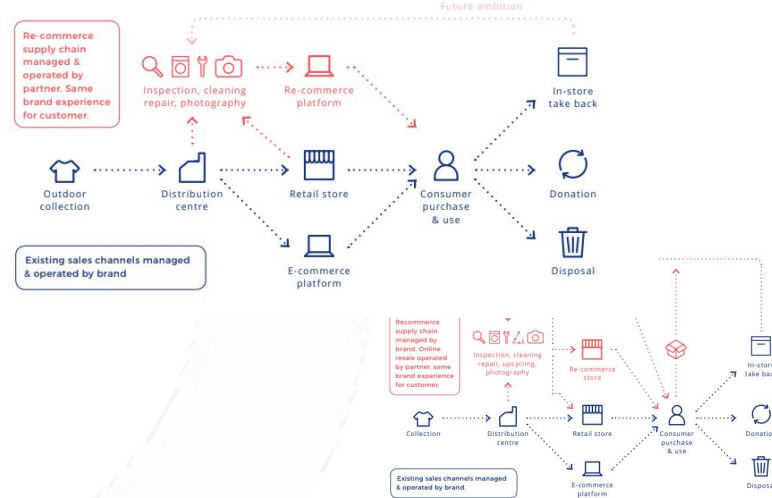 Future ambition
Re-commerce
supply chain
managed &
operated by
partner. Same
brand experience
for customer.
Inspection, cleaning
repair, photography
Re-commerce
platform
In-store
take back
Outdoor
collection
Distribution
centre
Retail store
Consumer
purchase
& use
Donation
Existing sales channels managed
& operated by brand
E-commerce
platform
Disposal
Recommerce
supply chain
managed by
brand. Online
resale operated
by partner, same
brand experience
for customer.
Inspection, cleaning
repair, upcycling,
photography
Re-commerce
store
In-store
take back
Collection
Distribution
centre
Retail store
Consumer
purchase
& use
Donation
Existing sales channels managed
& operated by brand.
E-commerce
platform
Disposal